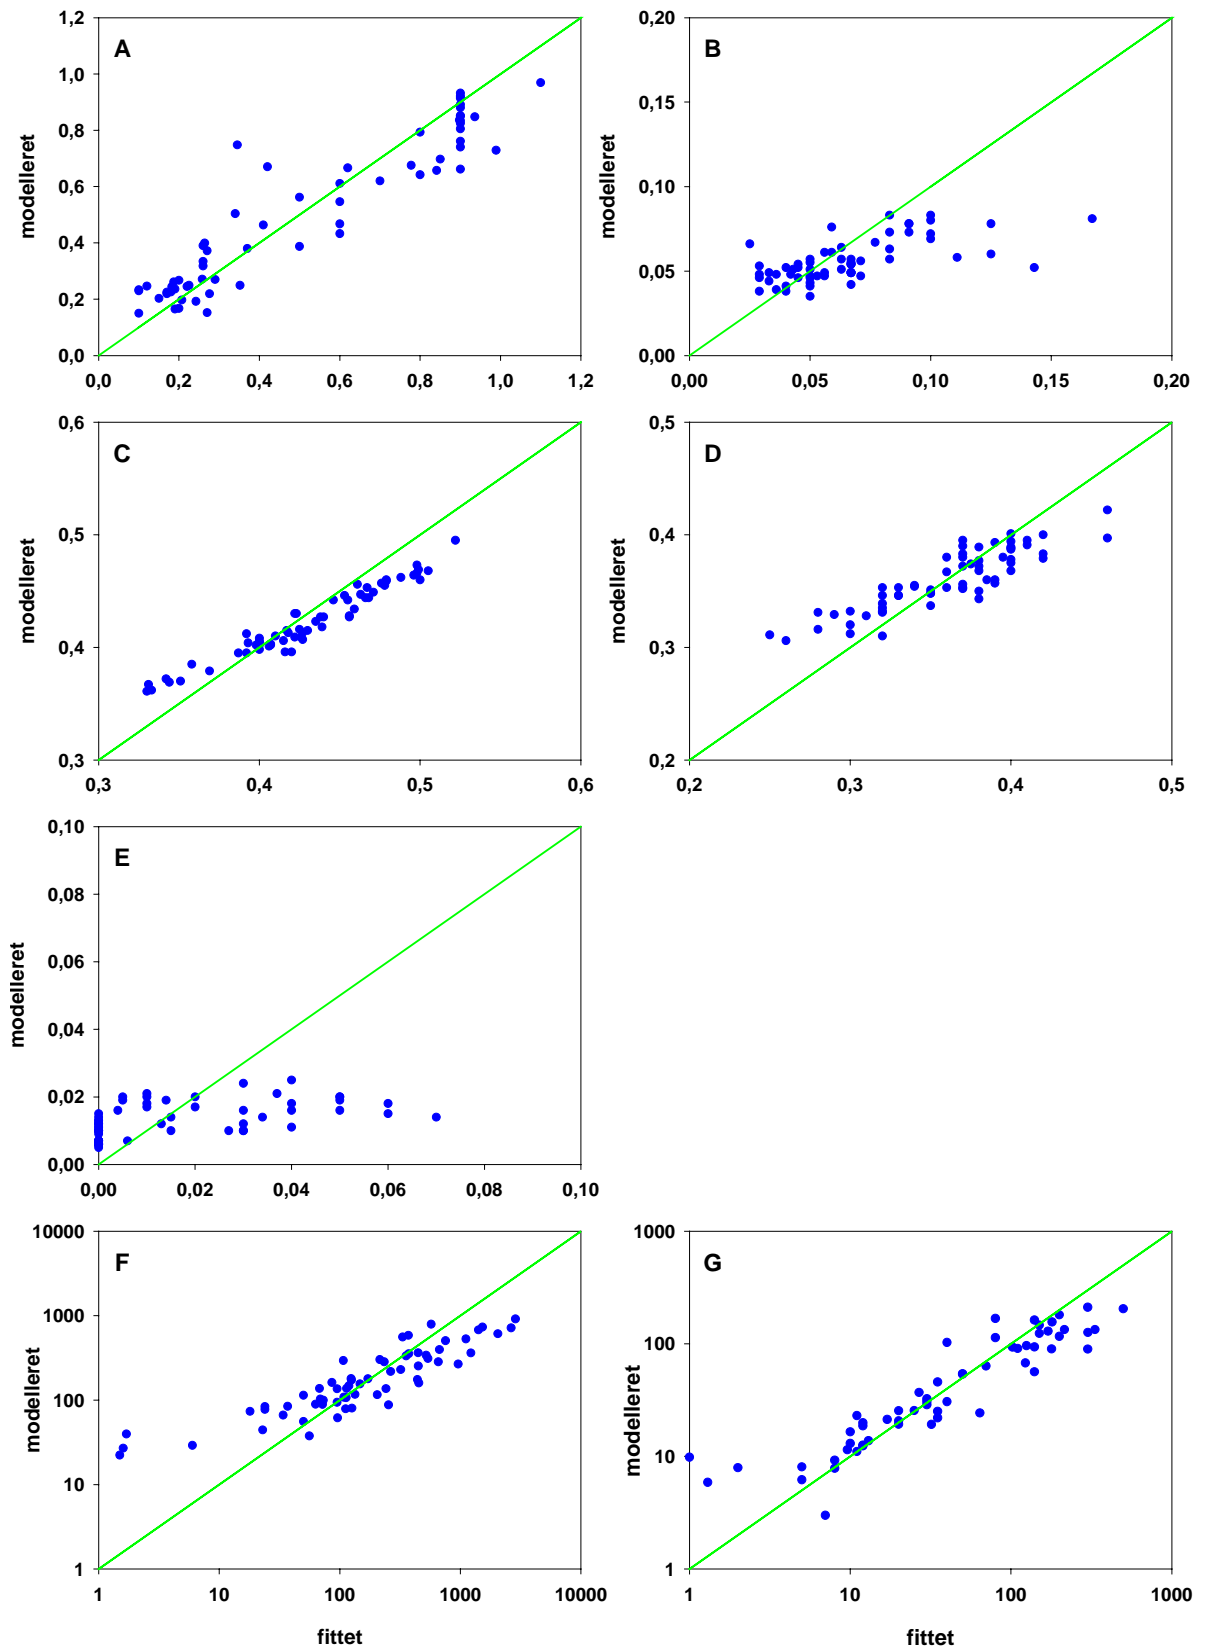 A
modelleret
1,2
1,0
0,8
0,6
0,4
0,2
0,0
0,0 0,2 0,4 0,6 0,8 1,0 1,2
B
modelleret
0,20
0,15
0,10
0,05
0,00
0,00 0,05 0,10 0,15 0,20
C
modelleret
0,6
0,5
0,4
0,3
0,3 0,4 0,5 0,6
D
modelleret
0,5
0,4
0,3
0,2
0,2 0,3 0,4 0,5
E
modelleret
0,10
0,08
0,06
0,04
0,02
0,00
0,00 0,02 0,04 0,06 0,08 0,10
F
modelleret
10000
1000
100
10
1
1 10 100 1000 10000
fittet
G
modelleret
1000
100
10
1
1 10 100 1000
fittet